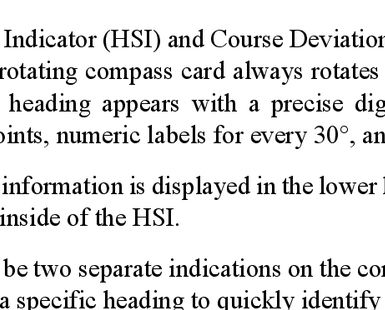 Indicator (HSI) and Course Deviation
rotating compass card always rotates
heading appears with a precise dig
oints, numeric labels for every 30°, an
information is displayed in the lower l
inside of the HSI.
be two separate indications on the con
a specific heading to quickly identify